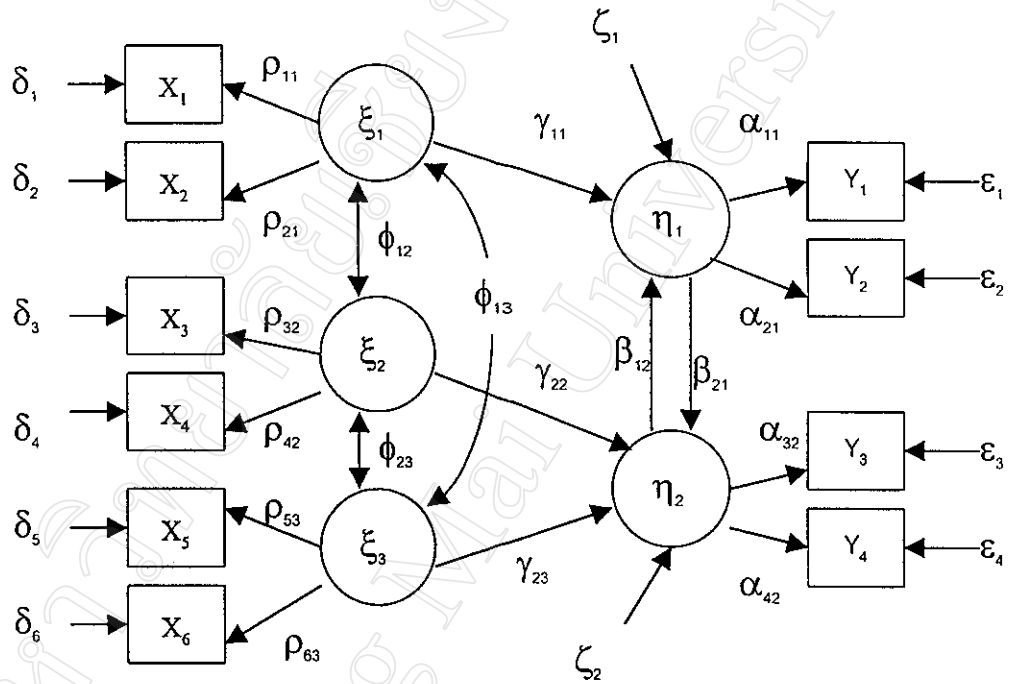 ζ₁
δ₁ X₁ ρ₁₁ ξ₁ γ₁₁ α₁₁ Y₁ ε₁
δ₂ X₂ ρ₂₁ φ₁₂ η₁ Y₂ ε₂
α₂₁
δ₃ X₃ ρ₃₂ ξ₂ φ₁₃ β₁₂ β₂₁
γ₂₂
δ₄ X₄ ρ₄₂ φ₂₃ α₃₂ Y₃ ε₃
δ₅ X₅ ρ₅₃ ξ₃ γ₂₃ η₂ Y₄ ε₄
α₄₂
δ₆ X₆ ρ₆₃ ζ₂